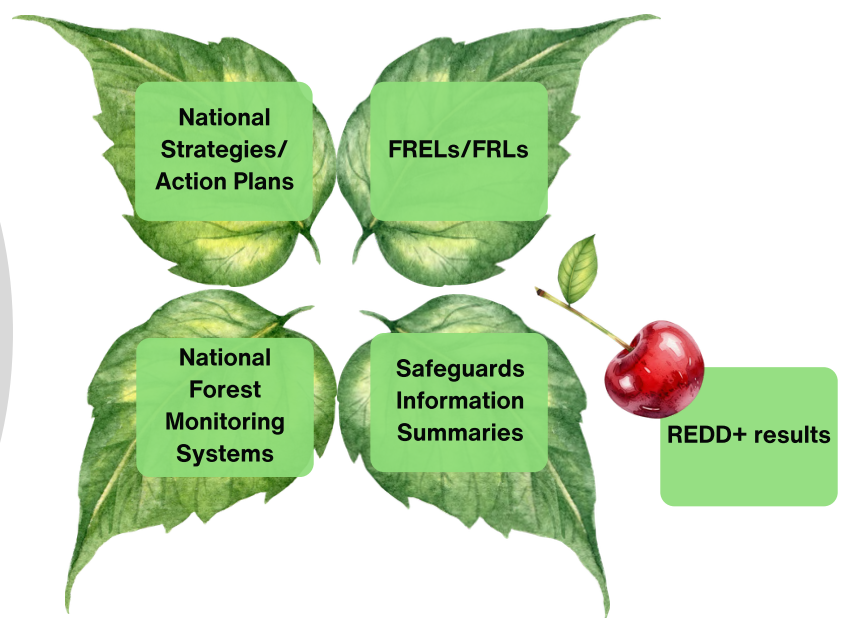 National
Strategies/
Action Plans
FRELs/FRLs
National
Forest
Monitoring
Systems
Safeguards
Information
Summaries
REDD+ results